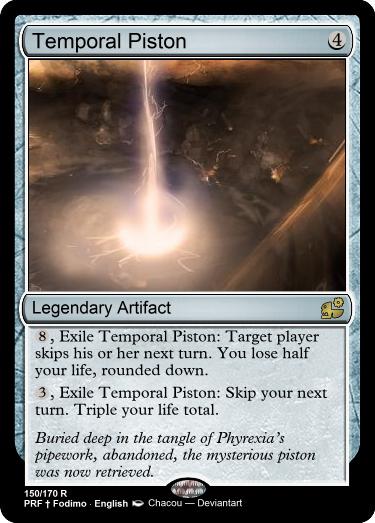 Temporal Piston 4
Legendary Artifact
8, Exile Temporal Piston: Target player
skips his or her next turn. You lose half
your life, rounded down.
3, Exile Temporal Piston: Skip your next
turn. Triple your life total.
Buried deep in the tangle of Phyrexia's
pipework, abandoned, the mysterious piston
was now retrieved.
150/170 R
PRF † Fodimo · English Chacou — Deviantart